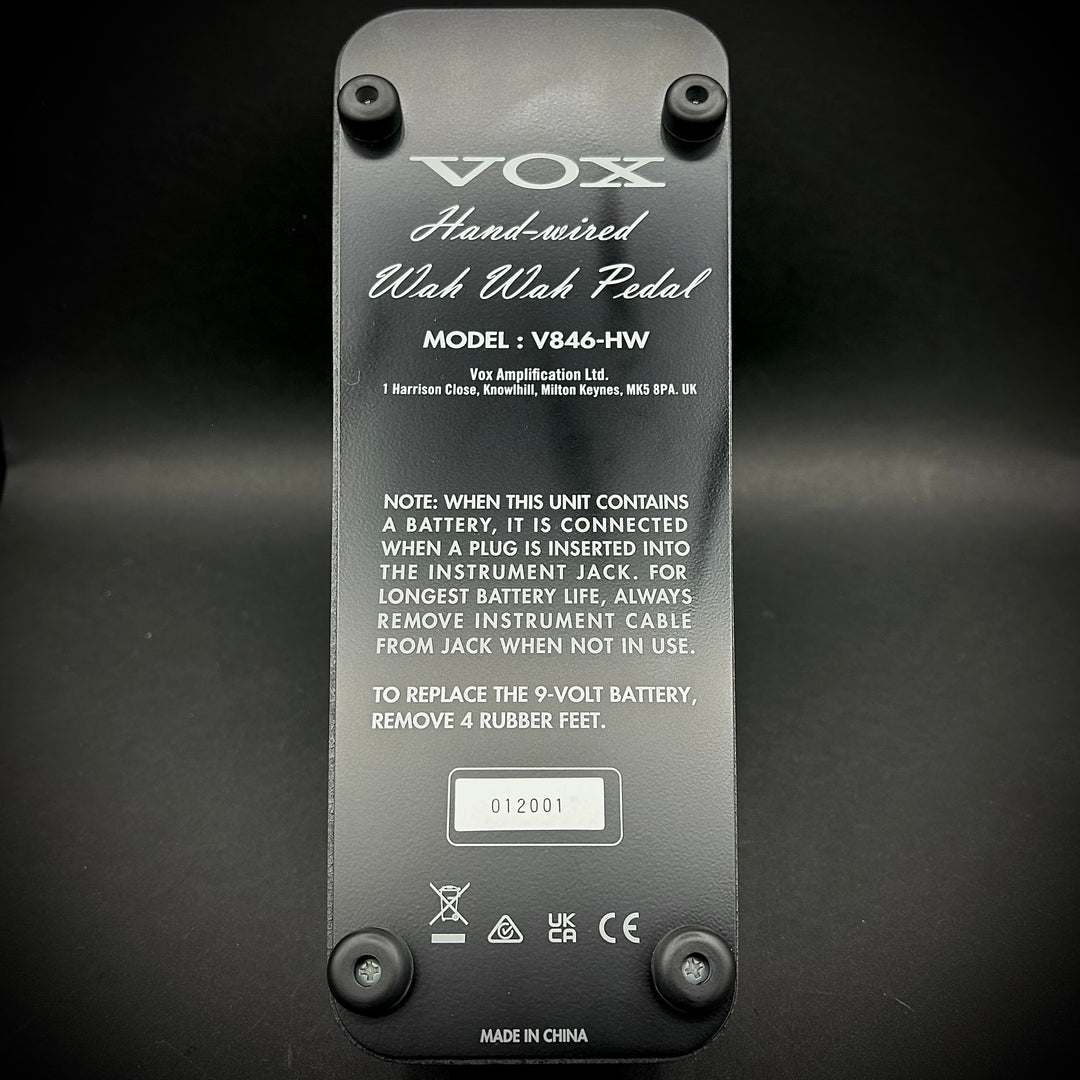 VOX
Hand-wired
Wah Wah Pedal
MODEL : V846-HW
Vox Amplification Ltd.
1 Harrison Close, Knowlhill, Milton Keynes, MK5 8PA. UK
NOTE: WHEN THIS UNIT CONTAINS
A BATTERY, IT IS CONNECTED
WHEN A PLUG IS INSERTED INTO
THE INSTRUMENT JACK. FOR
LONGEST BATTERY LIFE, ALWAYS
REMOVE INSTRUMENT CABLE
FROM JACK WHEN NOT IN USE.
TO REPLACE THE 9-VOLT BATTERY,
REMOVE 4 RUBBER FEET.
012001
UK
CA CE
MADE IN CHINA